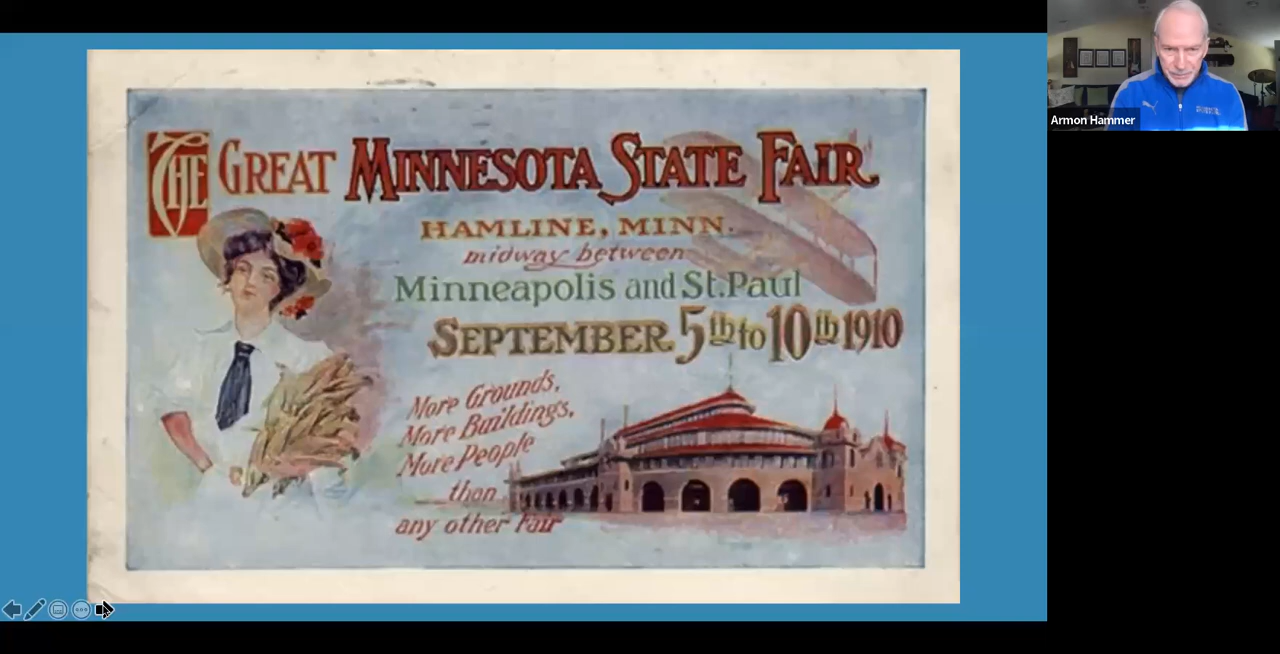 THE GREAT MINNESOTA STATE FAIR
HAMLINE, MINN.
midway between
Minneapolis and St. Paul
SEPTEMBER 5th to 10th 1910
More Grounds,
More Buildings,
More People
than
any other Fair
Armon Hammer